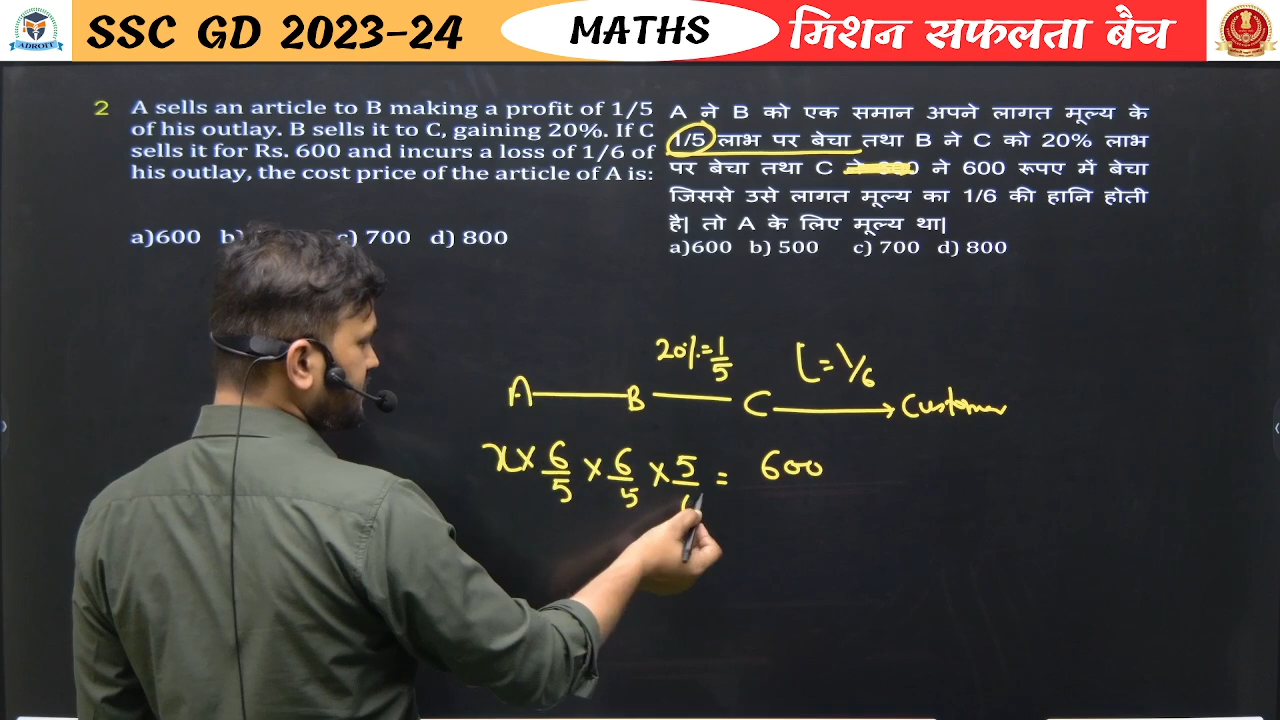 ADROIT
SSC GD 2023-24
MATHS
मिशन सफलता बैच
2 A sells an article to B making a profit of 1/5
of his outlay. B sells it to C, gaining 20%. If C
sells it for Rs. 600 and incurs a loss of 1/6 of
his outlay, the cost price of the article of A is:
a)600 b) 700 d) 800
A ने B को एक समान अपने लागत मूल्य के
1/5 लाभ पर बेचा तथा B ने C को 20% लाभ
पर बेचा तथा C ने ने 600 रूपए में बेचा
जिससे उसे लागत मूल्य का 1/6 की हानि होती
है| तो A के लिए मूल्य था|
a)600 b) 500 c) 700 d) 800
20% = 1/5
L = 1/6
A B C Customer
x × 6/5 × 6/5 × 5/ = 600